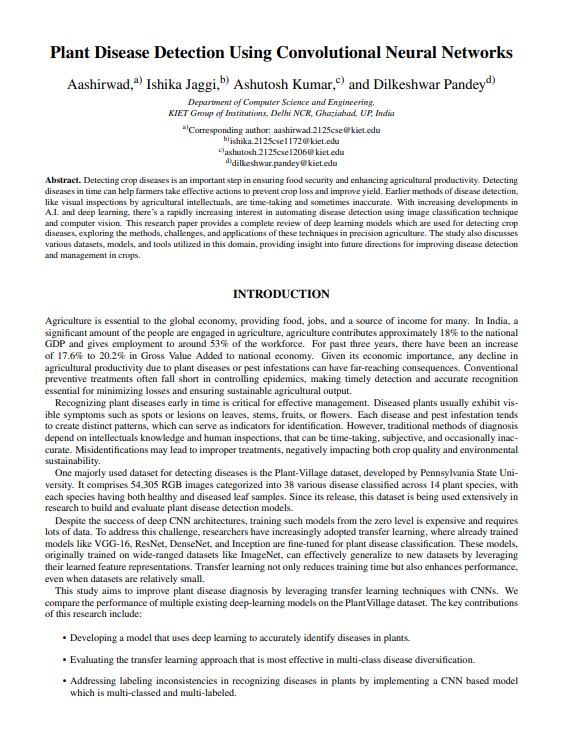 Plant Disease Detection Using Convolutional Neural Networks
Aashirwad,a) Ishika Jaggi,b) Ashutosh Kumar,c) and Dilkeshwar Pandeyd)
Department of Computer Science and Engineering,
KIET Group of Institutions, Delhi NCR, Ghaziabad, UP, India
a)Corresponding author: aashirwad.2125cse@kiet.edu
b)ishika.2125cse1172@kiet.edu
c)ashutosh.2125cse1206@kiet.edu
d)dilkeshwar.pandey@kiet.edu
Abstract. Detecting crop diseases is an important step in ensuring food security and enhancing agricultural productivity. Detecting
diseases in time can help farmers take effective actions to prevent crop loss and improve yield. Earlier methods of disease detection,
like visual inspections by agricultural intellectuals, are time-taking and sometimes inaccurate. With increasing developments in
A.I. and deep learning, there's a rapidly increasing interest in automating disease detection using image classification technique
and computer vision. This research paper provides a complete review of deep learning models which are used for detecting crop
diseases, exploring the methods, challenges, and applications of these techniques in precision agriculture. The study also discusses
various datasets, models, and tools utilized in this domain, providing insight into future directions for improving disease detection
and management in crops.
INTRODUCTION
Agriculture is essential to the global economy, providing food, jobs, and a source of income for many. In India, a
significant amount of the people are engaged in agriculture, agriculture contributes approximately 18% to the national
GDP and gives employment to around 53% of the workforce. For past three years, there have been an increase
of 17.6% to 20.2% in Gross Value Added to national economy. Given its economic importance, any decline in
agricultural productivity due to plant diseases or pest infestations can have far-reaching consequences. Conventional
preventive treatments often fall short in controlling epidemics, making timely detection and accurate recognition
essential for minimizing losses and ensuring sustainable agricultural output.
Recognizing plant diseases early in time is critical for effective management. Diseased plants usually exhibit vis-
ible symptoms such as spots or lesions on leaves, stems, fruits, or flowers. Each disease and pest infestation tends
to create distinct patterns, which can serve as indicators for identification. However, traditional methods of diagnosis
depend on intellectuals knowledge and human inspections, that can be time-taking, subjective, and occasionally inac-
curate. Misidentifications may lead to improper treatments, negatively impacting both crop quality and environmental
sustainability.
One majorly used dataset for detecting diseases is the Plant-Village dataset, developed by Pennsylvania State Uni-
versity. It comprises 54,305 RGB images categorized into 38 various disease classified across 14 plant species, with
each species having both healthy and diseased leaf samples. Since its release, this dataset is being used extensively in
research to build and evaluate plant disease detection models.
Despite the success of deep CNN architectures, training such models from the zero level is expensive and requires
lots of data. To address this challenge, researchers have increasingly adopted transfer learning, where already trained
models like VGG-16, ResNet, DenseNet, and Inception are fine-tuned for plant disease classification. These models,
originally trained on wide-ranged datasets like ImageNet, can effectively generalize to new datasets by leveraging
their learned feature representations. Transfer learning not only reduces training time but also enhances performance,
even when datasets are relatively small.
This study aims to improve plant disease diagnosis by leveraging transfer learning techniques with CNNs. We
compare the performance of multiple existing deep-learning models on the PlantVillage dataset. The key contributions
of this research include:
• Developing a model that uses deep learning to accurately identify diseases in plants.
• Evaluating the transfer learning approach that is most effective in multi-class disease diversification.
• Addressing labeling inconsistencies in recognizing diseases in plants by implementing a CNN based model
which is multi-classed and multi-labeled.